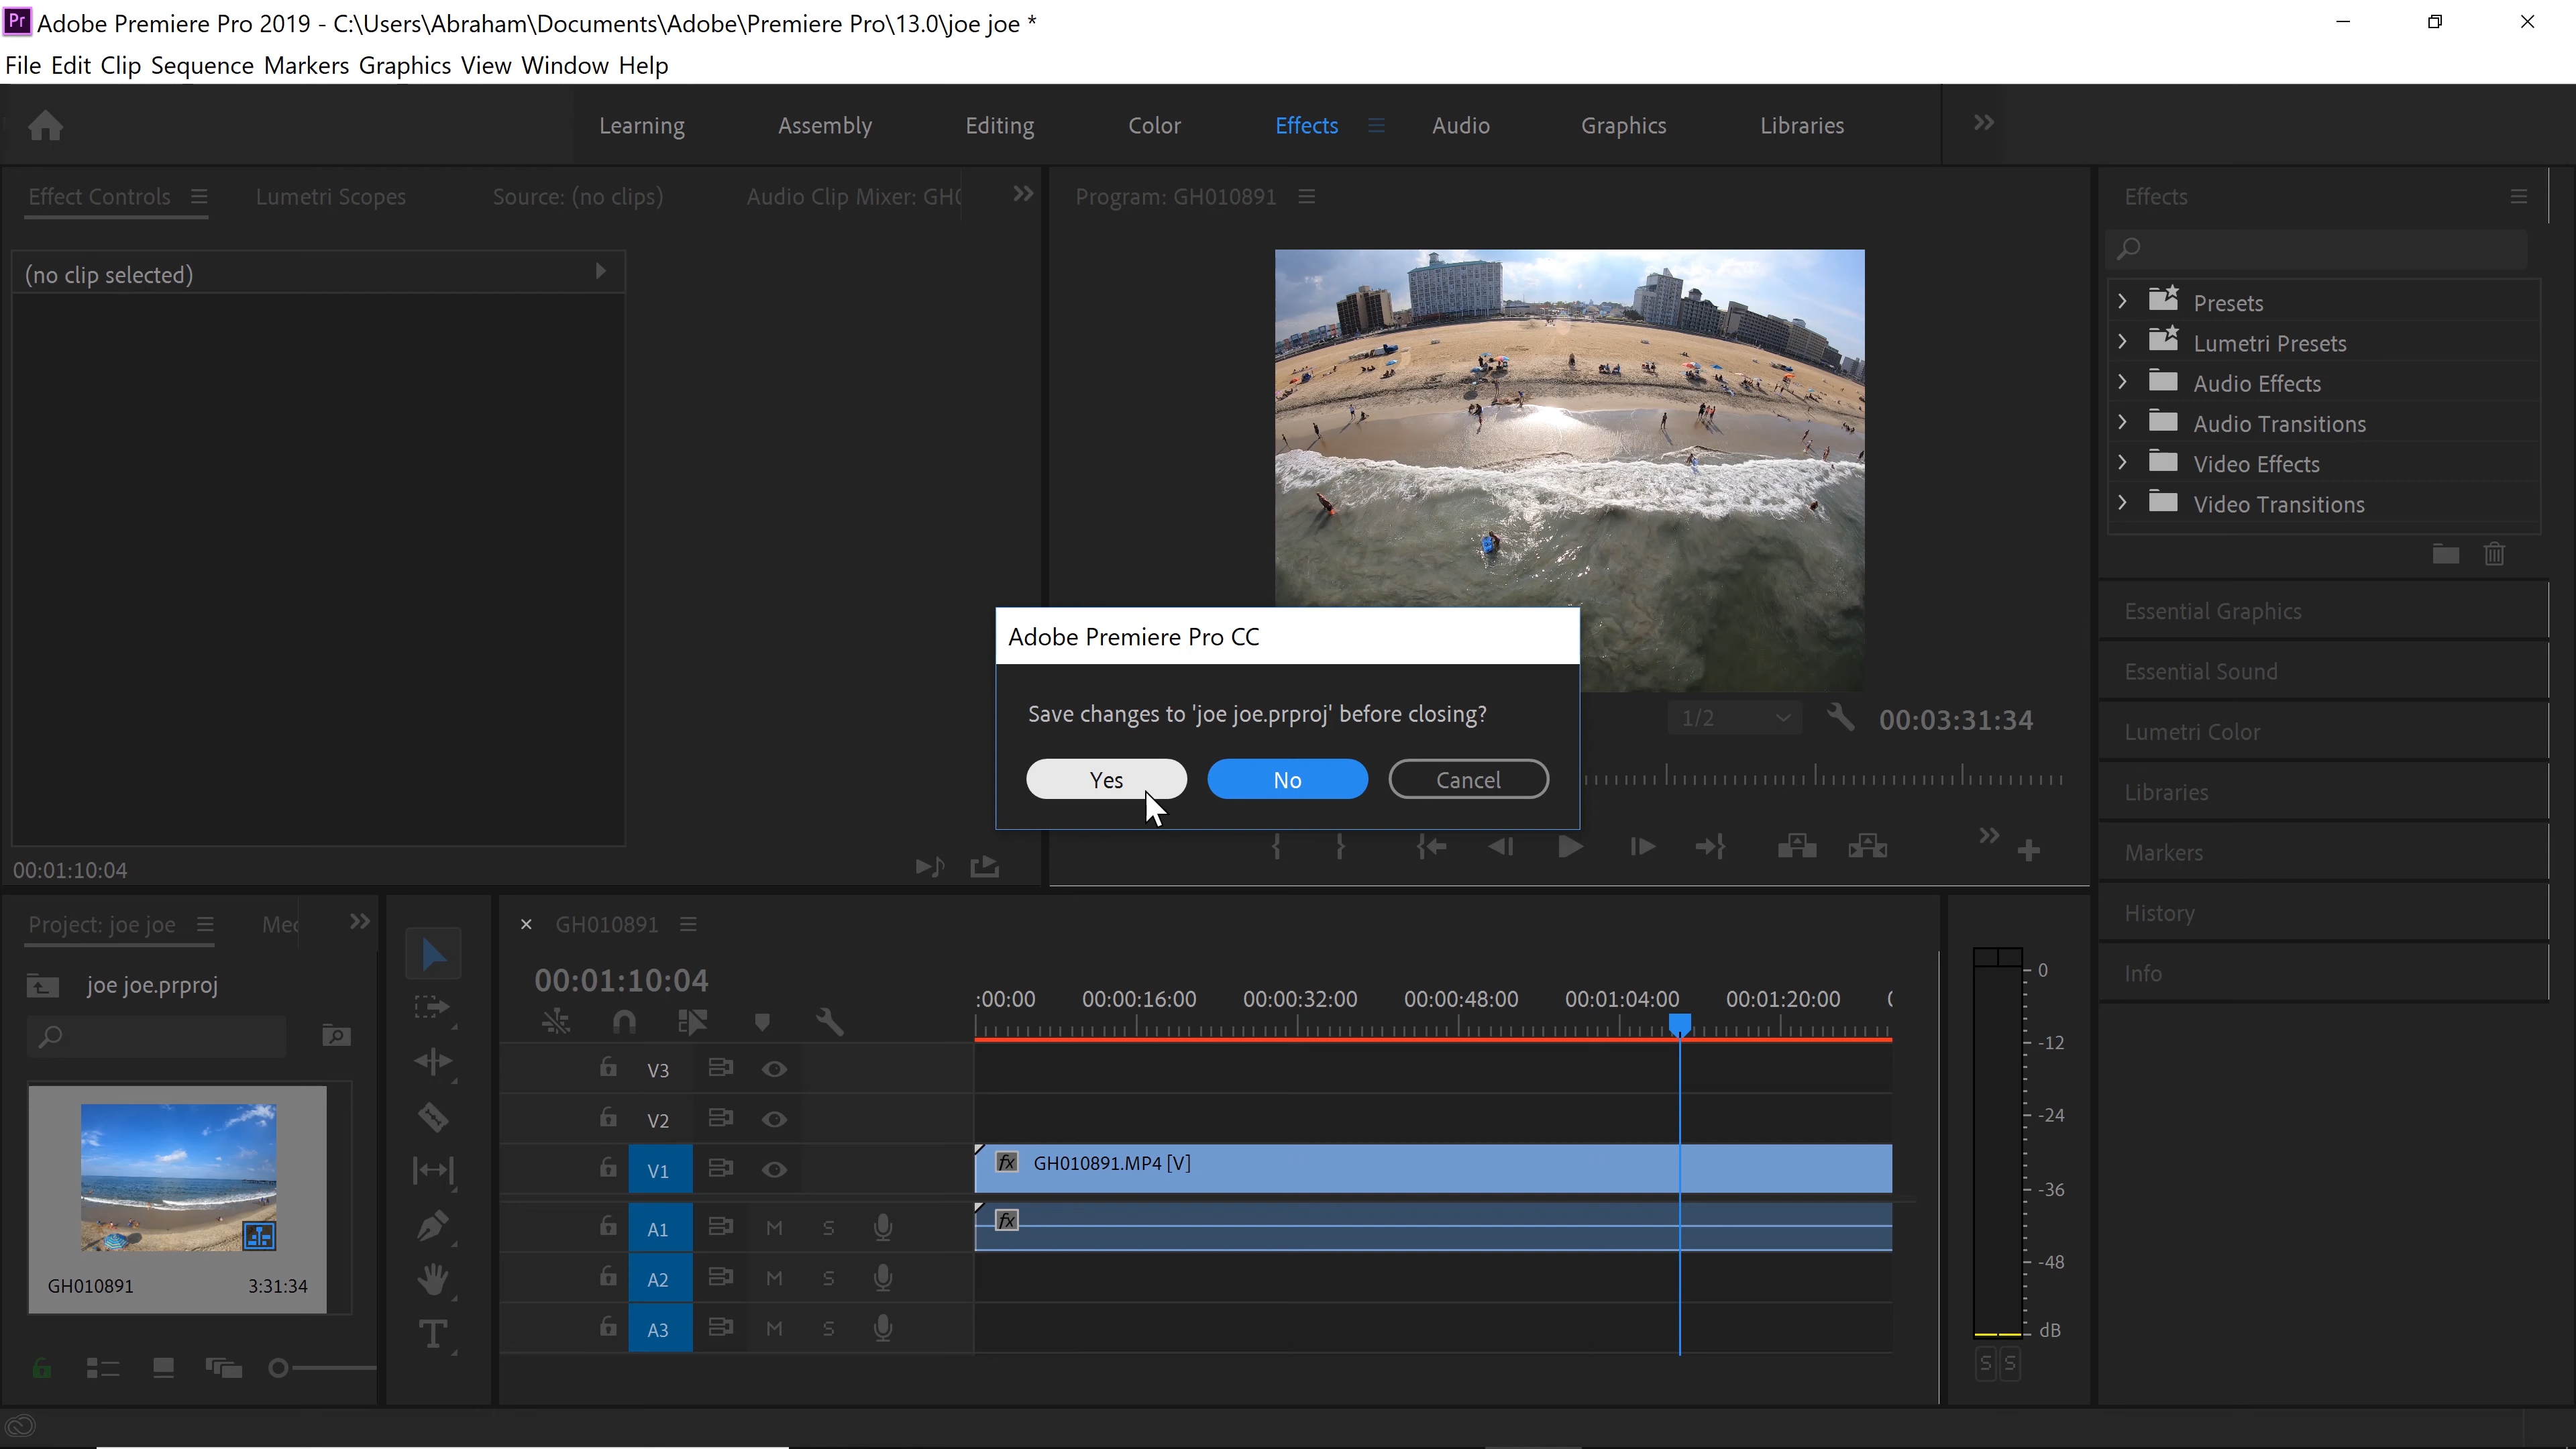 Pr Adobe Premiere Pro 2019 - C:\Users\Abraham\Documents\Adobe\Premiere Pro\13.0\joe joe *
File Edit Clip Sequence Markers Graphics View Window Help
Learning Assembly Editing Color Effects Audio Graphics Libraries
Effect Controls Lumetri Scopes Source: (no clips) Audio Clip Mixer: GH0
Program: GH010891
Effects
(no clip selected)
Presets
Lumetri Presets
Audio Effects
Audio Transitions
Video Effects
Video Transitions
Essential Graphics
Essential Sound
Lumetri Color
Libraries
Markers
History
Info
Adobe Premiere Pro CC
Save changes to 'joe joe.prproj' before closing?
Yes No Cancel
1/2 00:03:31:34
00:01:10:04
Project: joe joe Med
joe joe.prproj
GH010891 3:31:34
× GH010891
00:01:10:04
:00:00 00:00:16:00 00:00:32:00 00:00:48:00 00:01:04:00 00:01:20:00
V3
V2
V1 fx GH010891.MP4 [V]
A1 M S fx
A2 M S
A3 M S
0
-12
-24
-36
-48
dB
S S